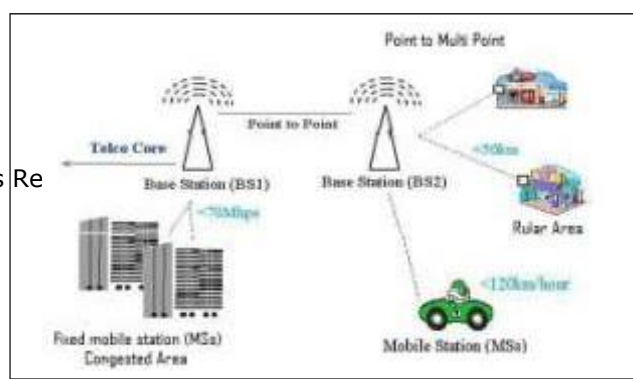 Point to Multi Point
Point to Point
Telco Core
s Re
Base Station (BS1)
Base Station (BS2)
<50km
<70Mbps
Rular Area
<120km/hour
Fixed mobile station (MSs)
Congested Area
Mobile Station (MSs)